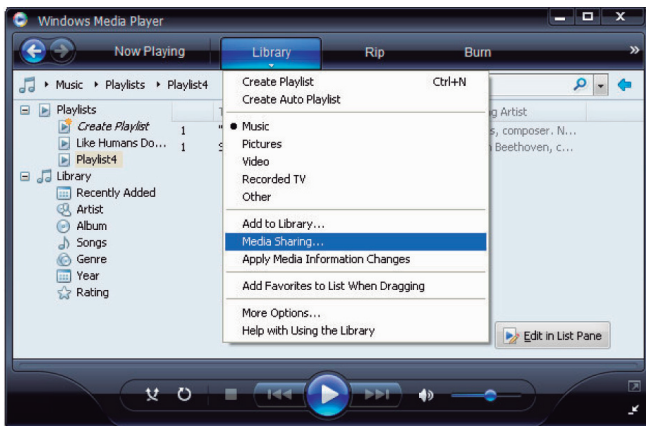 Windows Media Player
Now Playing
Library
Rip
Burn
»
Music ▸ Playlists ▸ Playlist4
Playlists
Create Playlist
Like Humans Do...
Playlist4
Library
Recently Added
Artist
Album
Songs
Genre
Year
Rating
1
1
Create Playlist Ctrl+N
Create Auto Playlist
Music
Pictures
Video
Recorded TV
Other
Add to Library...
Media Sharing...
Apply Media Information Changes
Add Favorites to List When Dragging
More Options...
Help with Using the Library
Artist
s, composer. N...
Beethoven, c...
Edit in List Pane